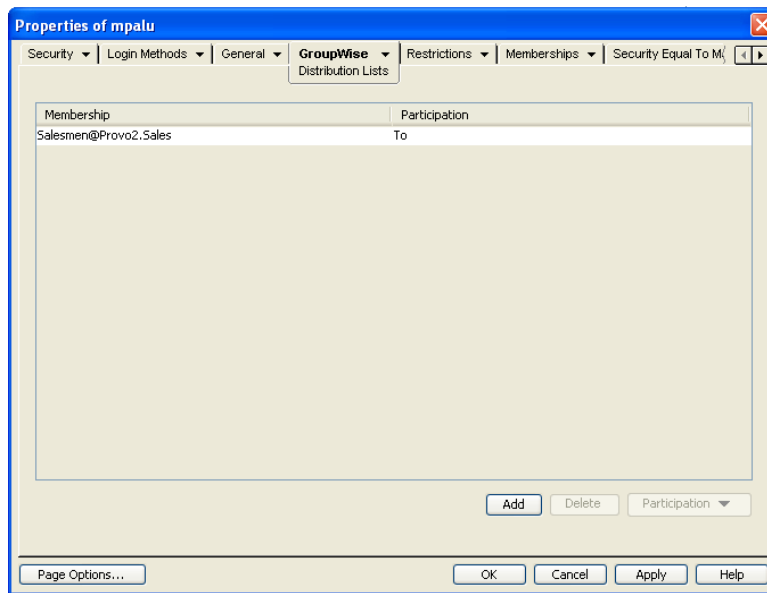 Properties of mpalu
Security Login Methods General GroupWise Restrictions Memberships Security Equal To
Distribution Lists
Membership Participation
Salesmen@Provo2.Sales To
Add Delete Participation
Page Options... OK Cancel Apply Help